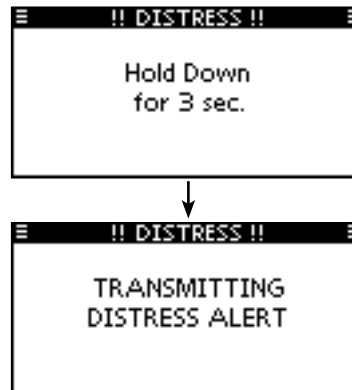 !! DISTRESS !!
Hold Down
for 3 sec.
!! DISTRESS !!
TRANSMITTING
DISTRESS ALERT